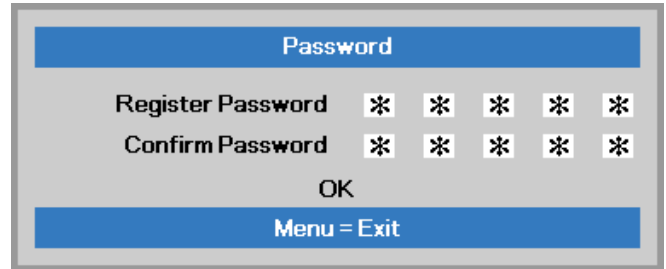 Password
Register Password * * * * *
Confirm Password * * * * *
OK
Menu = Exit